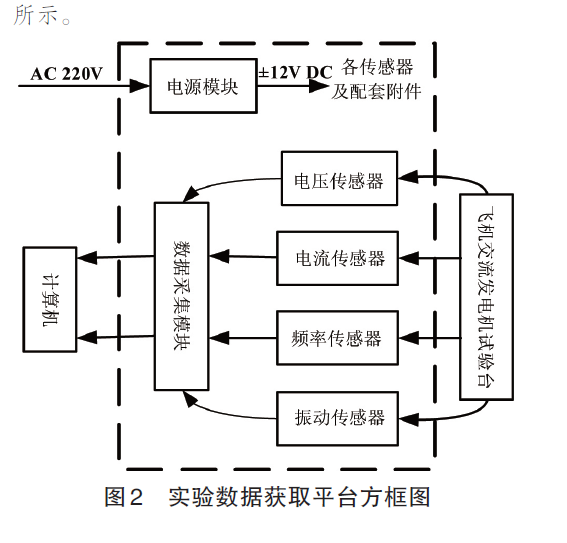 所示。
AC 220V
电源模块
±12V DC
各传感器
及配套附件
电压传感器
电流传感器
频率传感器
振动传感器
数据采集模块
计算机
飞机交流发电机试验台
图2 实验数据获取平台方框图